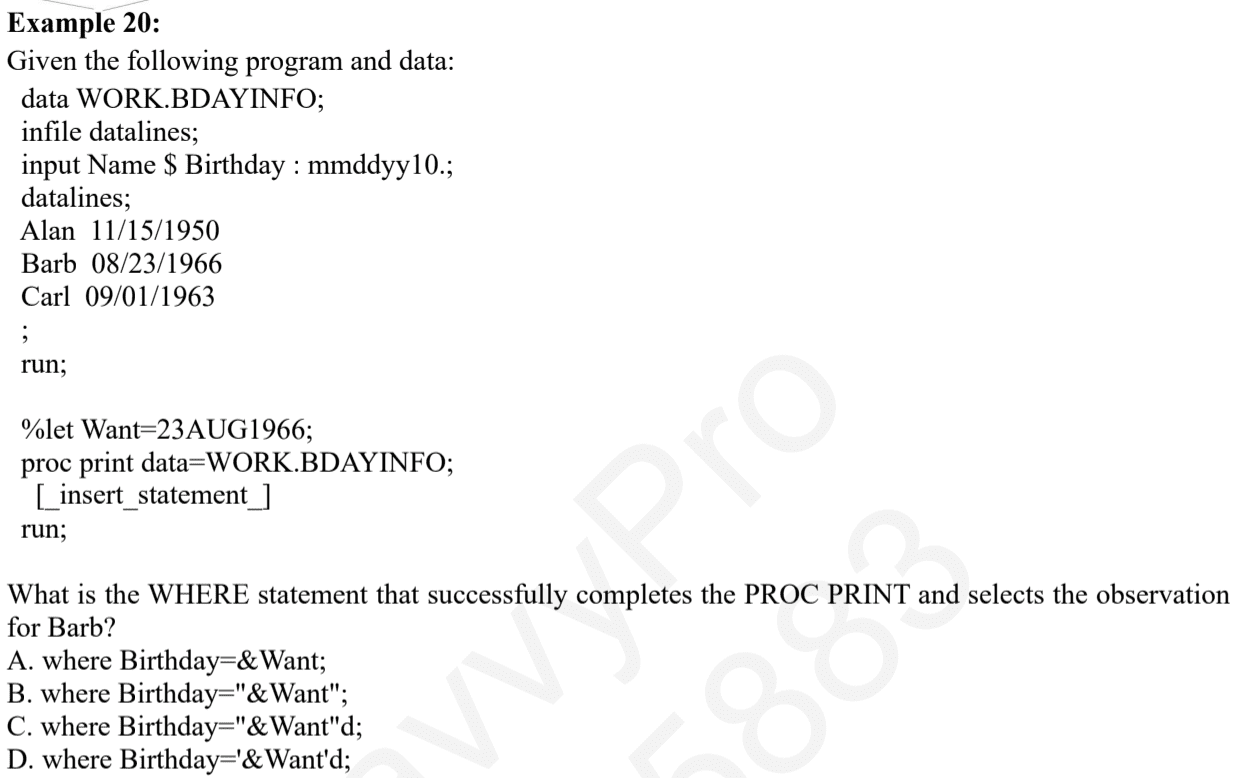 Example 20:
Given the following program and data:
data WORK.BDAYINFO;
infile datalines;
input Name $ Birthday : mmddyy10.;
datalines;
Alan 11/15/1950
Barb 08/23/1966
Carl 09/01/1963
;
run;
%let Want=23AUG1966;
proc print data=WORK.BDAYINFO;
[_insert_statement_]
run;
What is the WHERE statement that successfully completes the PROC PRINT and selects the observation
for Barb?
A. where Birthday=&Want;
B. where Birthday="&Want";
C. where Birthday="&Want"d;
D. where Birthday='&Want'd;